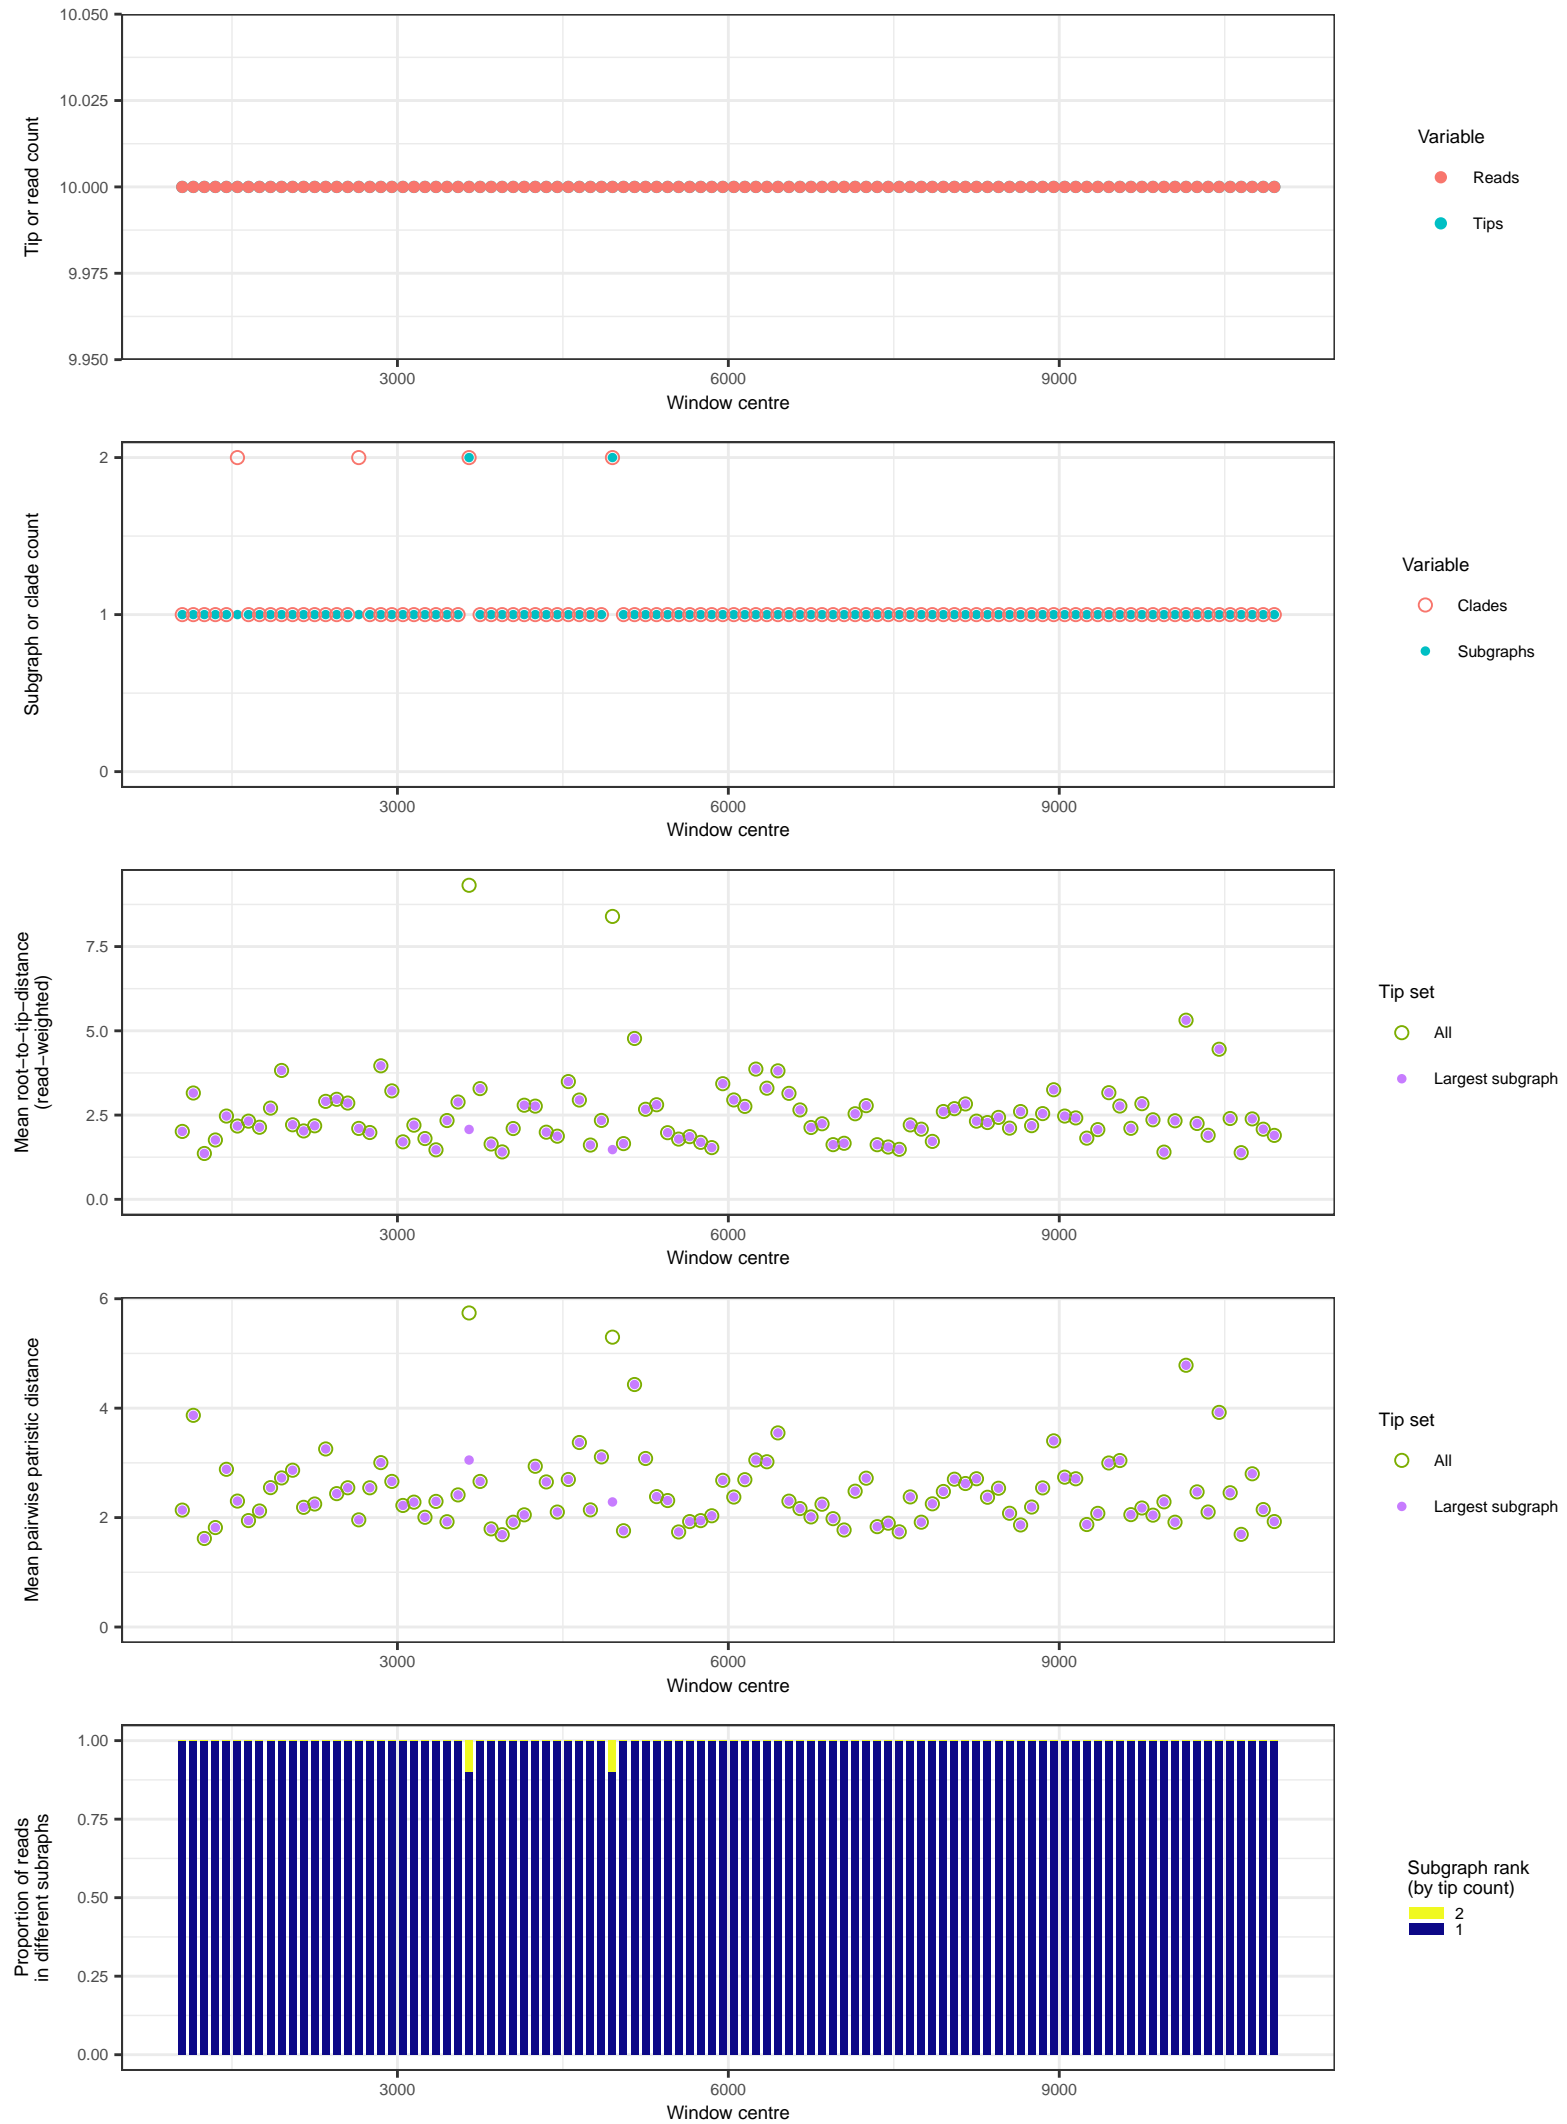 10.050
10.025
10.000
9.975
9.950
Tip or read count
3000 6000 9000
Window centre
Variable
Reads
Tips
2
1
0
Subgraph or clade count
3000 6000 9000
Window centre
Variable
Clades
Subgraphs
7.5
5.0
2.5
0.0
Mean root−to−tip−distance
(read−weighted)
3000 6000 9000
Window centre
Tip set
All
Largest subgraph
6
4
2
0
Mean pairwise patristic distance
3000 6000 9000
Window centre
Tip set
All
Largest subgraph
1.00
0.75
0.50
0.25
0.00
Proportion of reads
in different subraphs
3000 6000 9000
Window centre
Subgraph rank
(by tip count)
2
1